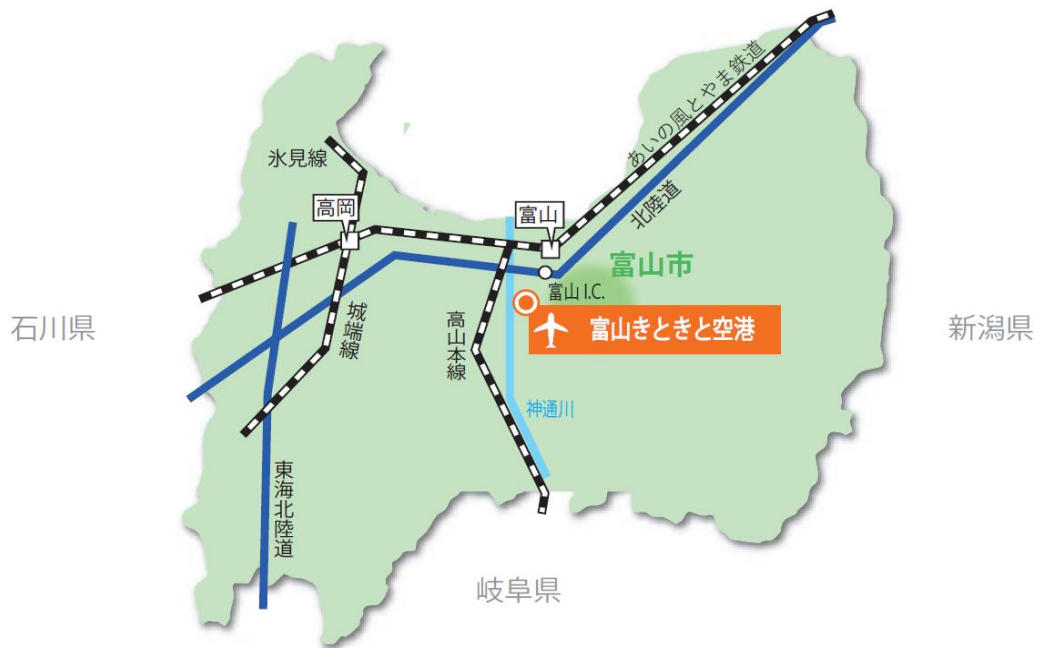 あいの風とやま鉄道
氷見線
高岡
富山
北陸道
富山市
富山I.C.
富山きときと空港
石川県
城端線
高山本線
新潟県
神通川
東海北陸道
岐阜県